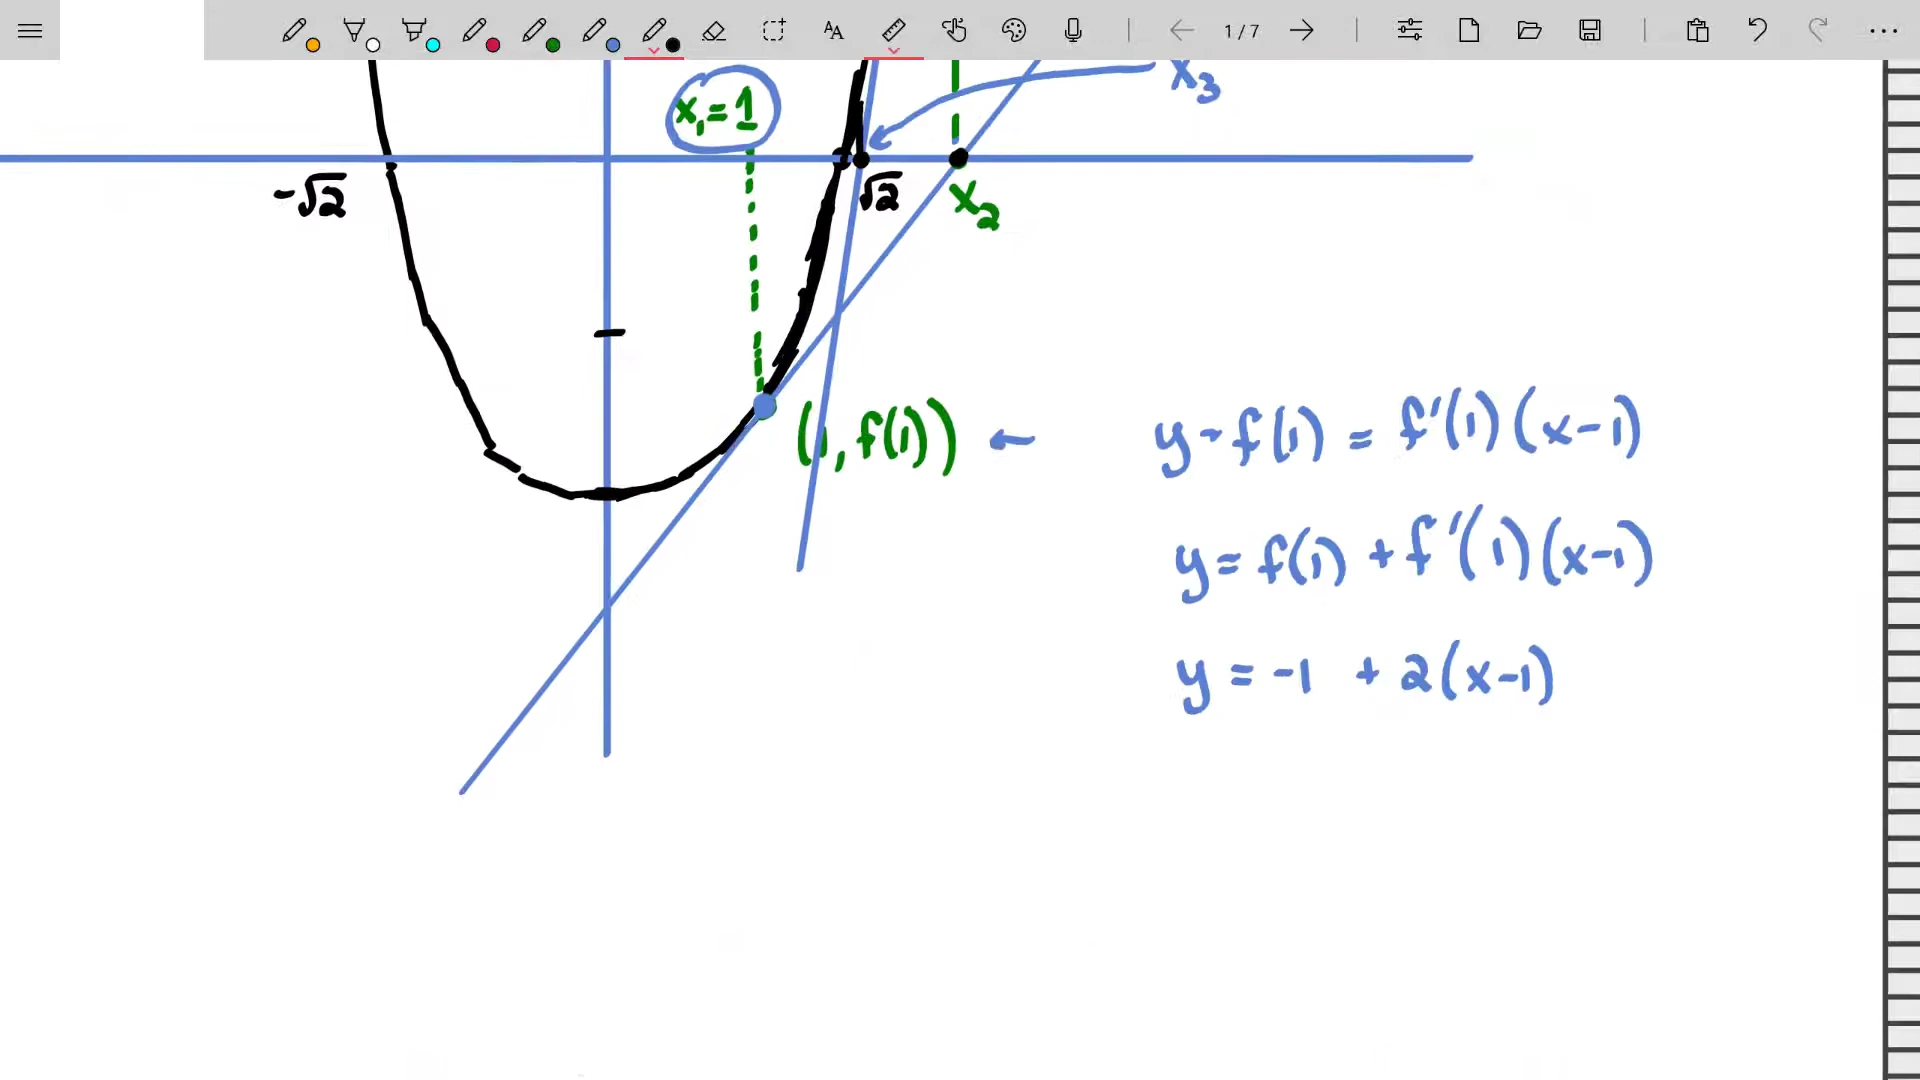 1 / 7
x₁ = 1
x₃
-√2
√2
x₂
(1, f(1)) ←
y - f(1) = f'(1)(x-1)
y = f(1) + f'(1)(x-1)
y = -1 + 2(x-1)